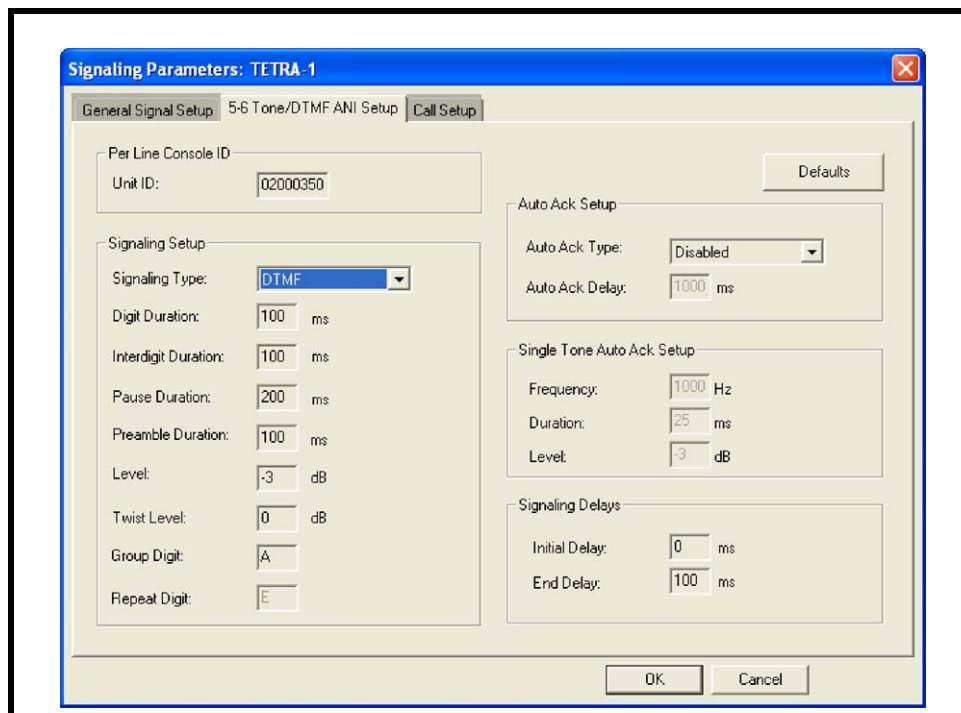 Signaling Parameters: TETRA-1
General Signal Setup 5-6 Tone/DTMF ANI Setup Call Setup
Per Line Console ID
Unit ID: 02000350
Defaults
Signaling Setup
Signaling Type: DTMF
Digit Duration: 100 ms
Interdigit Duration: 100 ms
Pause Duration: 200 ms
Preamble Duration: 100 ms
Level: -3 dB
Twist Level: 0 dB
Group Digit: A
Repeat Digit: E
Auto Ack Setup
Auto Ack Type: Disabled
Auto Ack Delay: 1000 ms
Single Tone Auto Ack Setup
Frequency: 1000 Hz
Duration: 25 ms
Level: -3 dB
Signaling Delays
Initial Delay: 0 ms
End Delay: 100 ms
OK Cancel